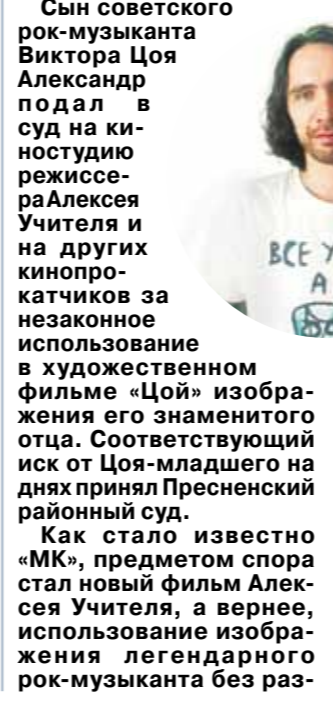 Сын советского
рок-музыканта
Виктора Цоя
Александр
подал в
суд на ки-
ностудию
режиссе-
раАлексея
Учителя и
на других
кинопро-
катчиков за
незаконное
использование
в художественном
фильме «Цой» изобра-
жения его знаменитого
отца. Соответствующий
иск от Цоя-младшего на
днях принял Пресненский
районный суд.
Как стало известно
«МК», предметом спора
стал новый фильм Алек-
сея Учителя, а вернее,
использование изобра-
жения легендарного
рок-музыканта без раз-
ВСЕ